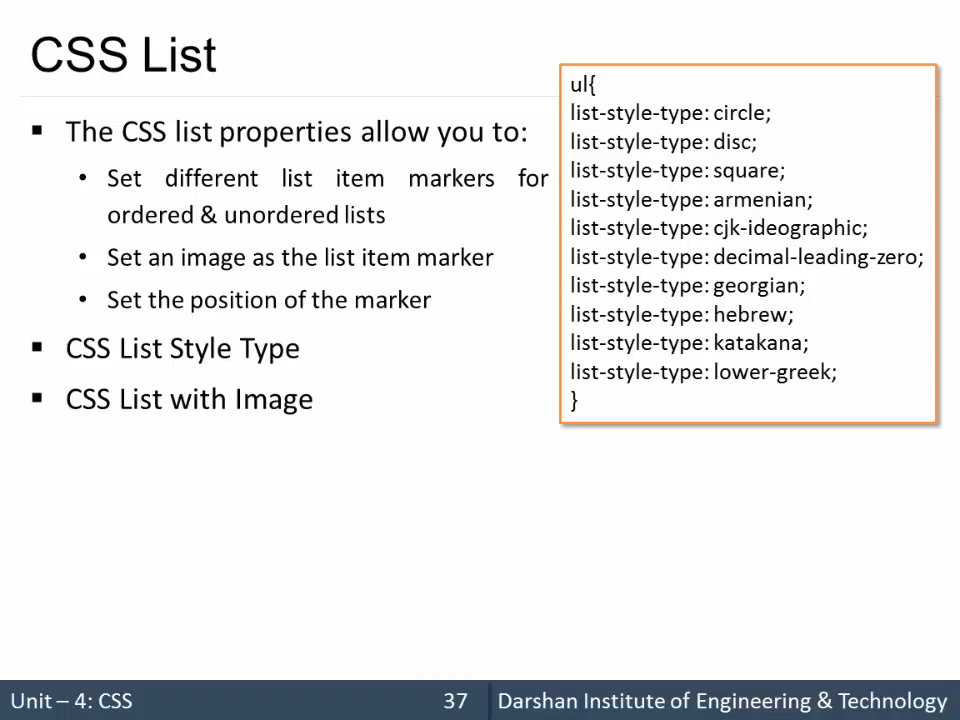 CSS List
▪ The CSS list properties allow you to:
• Set different list item markers for
ordered & unordered lists
• Set an image as the list item marker
• Set the position of the marker
▪ CSS List Style Type
▪ CSS List with Image
ul{
list-style-type: circle;
list-style-type: disc;
list-style-type: square;
list-style-type: armenian;
list-style-type: cjk-ideographic;
list-style-type: decimal-leading-zero;
list-style-type: georgian;
list-style-type: hebrew;
list-style-type: katakana;
list-style-type: lower-greek;
}
Unit – 4: CSS 37 Darshan Institute of Engineering & Technology